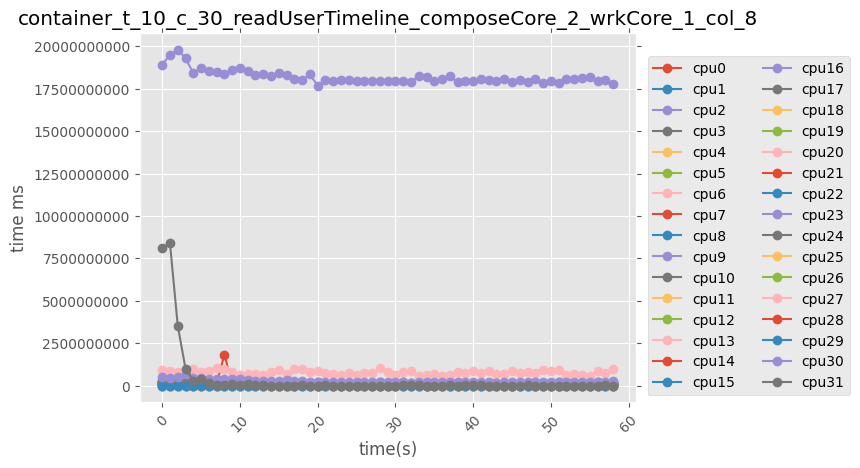 container_t_10_c_30_readUserTimeline_composeCore_2_wrkCore_1_col_8
time ms
20000000000
17500000000
15000000000
12500000000
10000000000
7500000000
5000000000
2500000000
0
0
10
20
30
40
50
60
time(s)
cpu0
cpu1
cpu2
cpu3
cpu4
cpu5
cpu6
cpu7
cpu8
cpu9
cpu10
cpu11
cpu12
cpu13
cpu14
cpu15
cpu16
cpu17
cpu18
cpu19
cpu20
cpu21
cpu22
cpu23
cpu24
cpu25
cpu26
cpu27
cpu28
cpu29
cpu30
cpu31